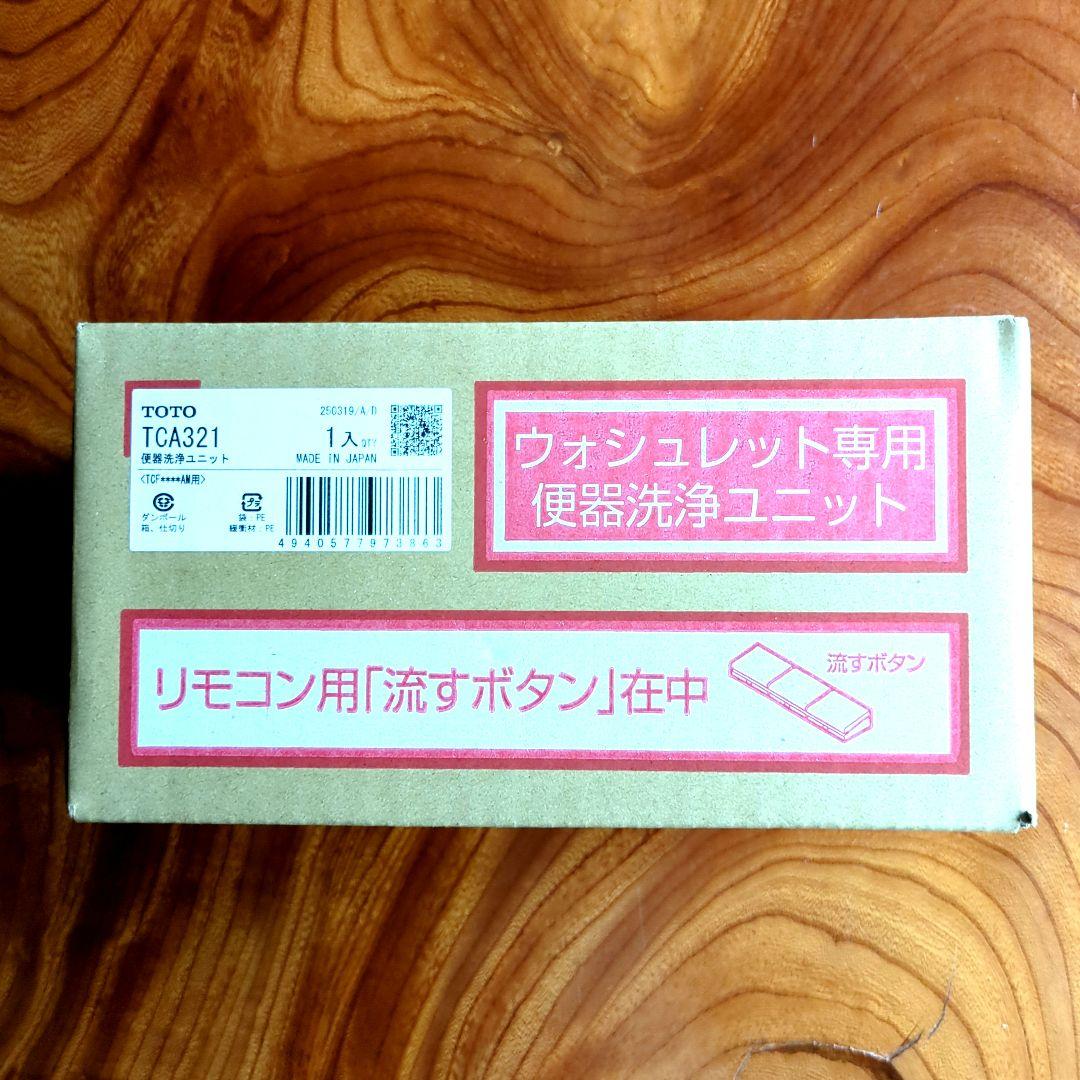 TOTO
250319/A/D
TCA321
1入 QTY
便器洗浄ユニット
MADE IN JAPAN
<TCF****AM用>
ダンボール
箱、仕切り
プラ
袋:PE
緩衝材:PE
4940577973863
ウォシュレット専用
便器洗浄ユニット
リモコン用「流すボタン」在中
流すボタン